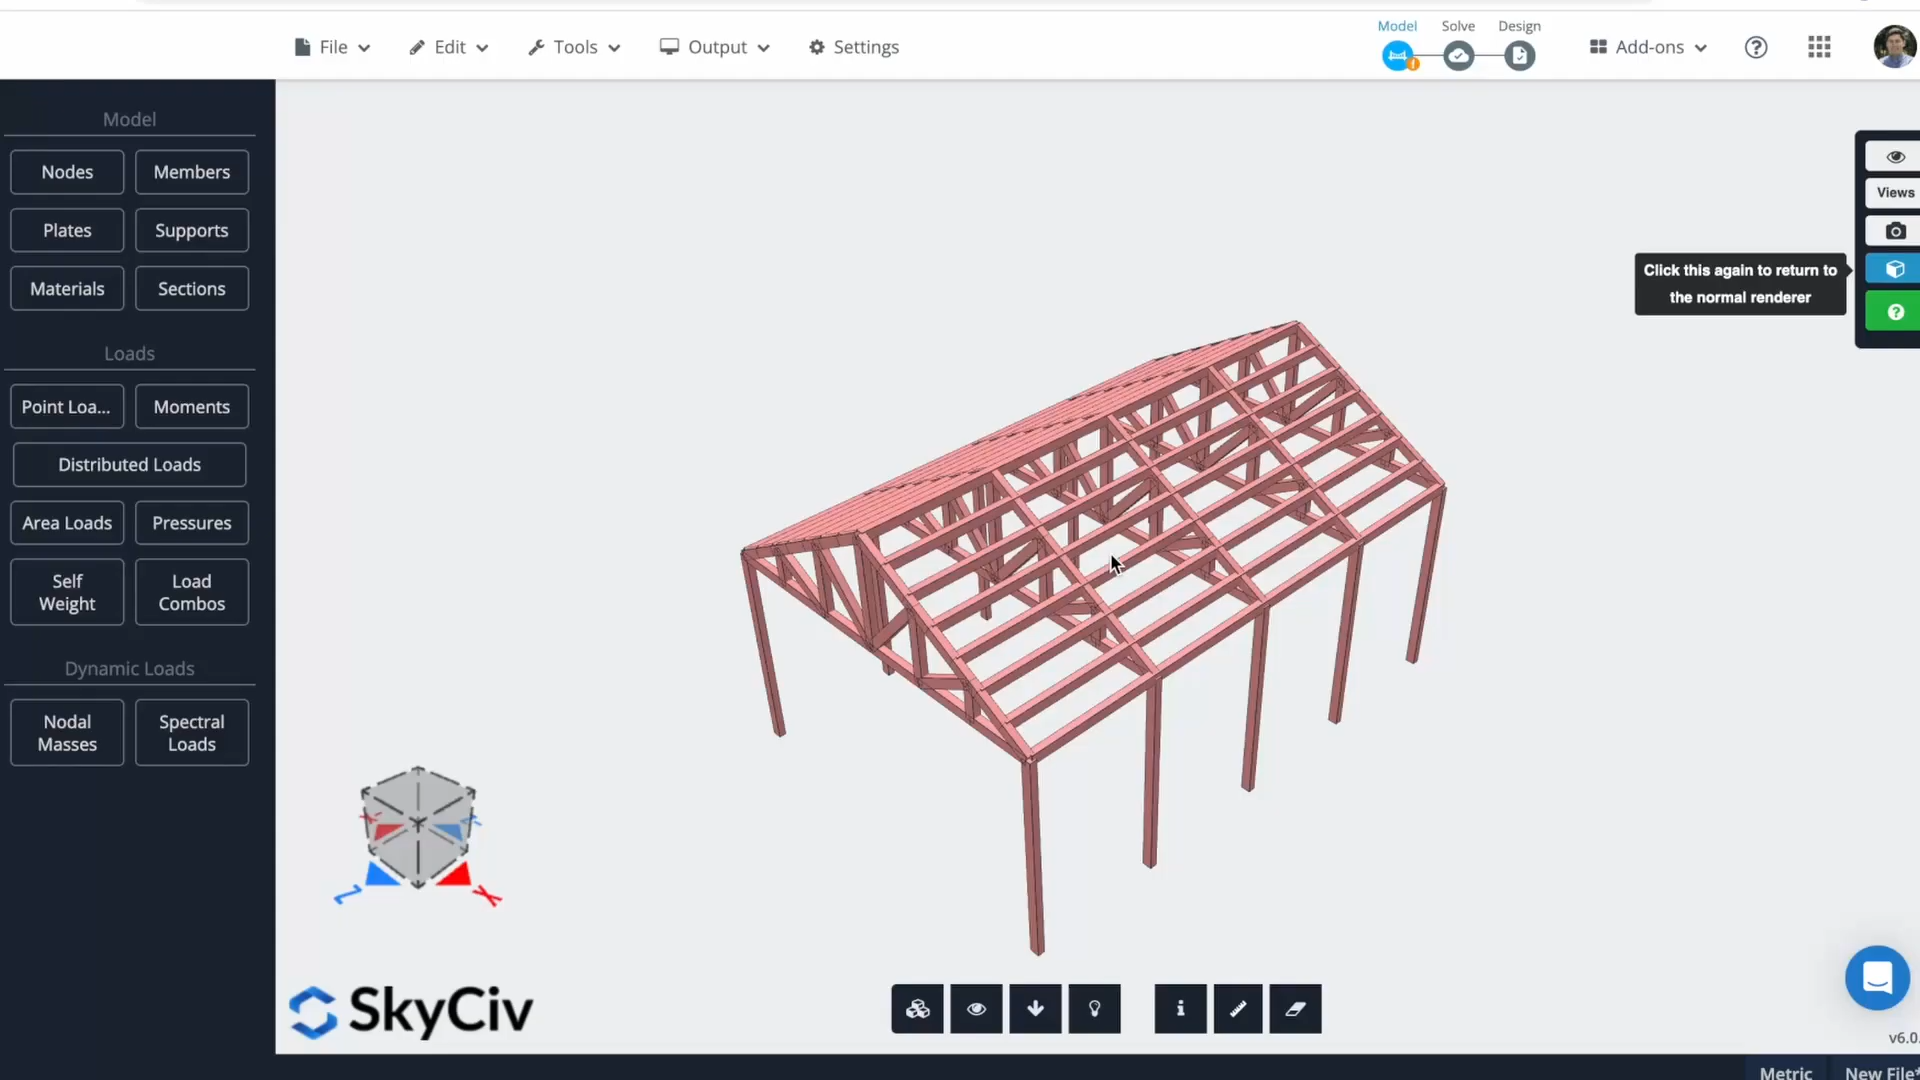 File
Edit
Tools
Output
Settings
Model
Solve
Design
Add-ons
Model
Nodes
Members
Plates
Supports
Materials
Sections
Loads
Point Loa...
Moments
Distributed Loads
Area Loads
Pressures
Self
Weight
Load
Combos
Dynamic Loads
Nodal
Masses
Spectral
Loads
Views
Click this again to return to
the normal renderer
Z
X
SkyCiv
v6.0.
Metric
New File*